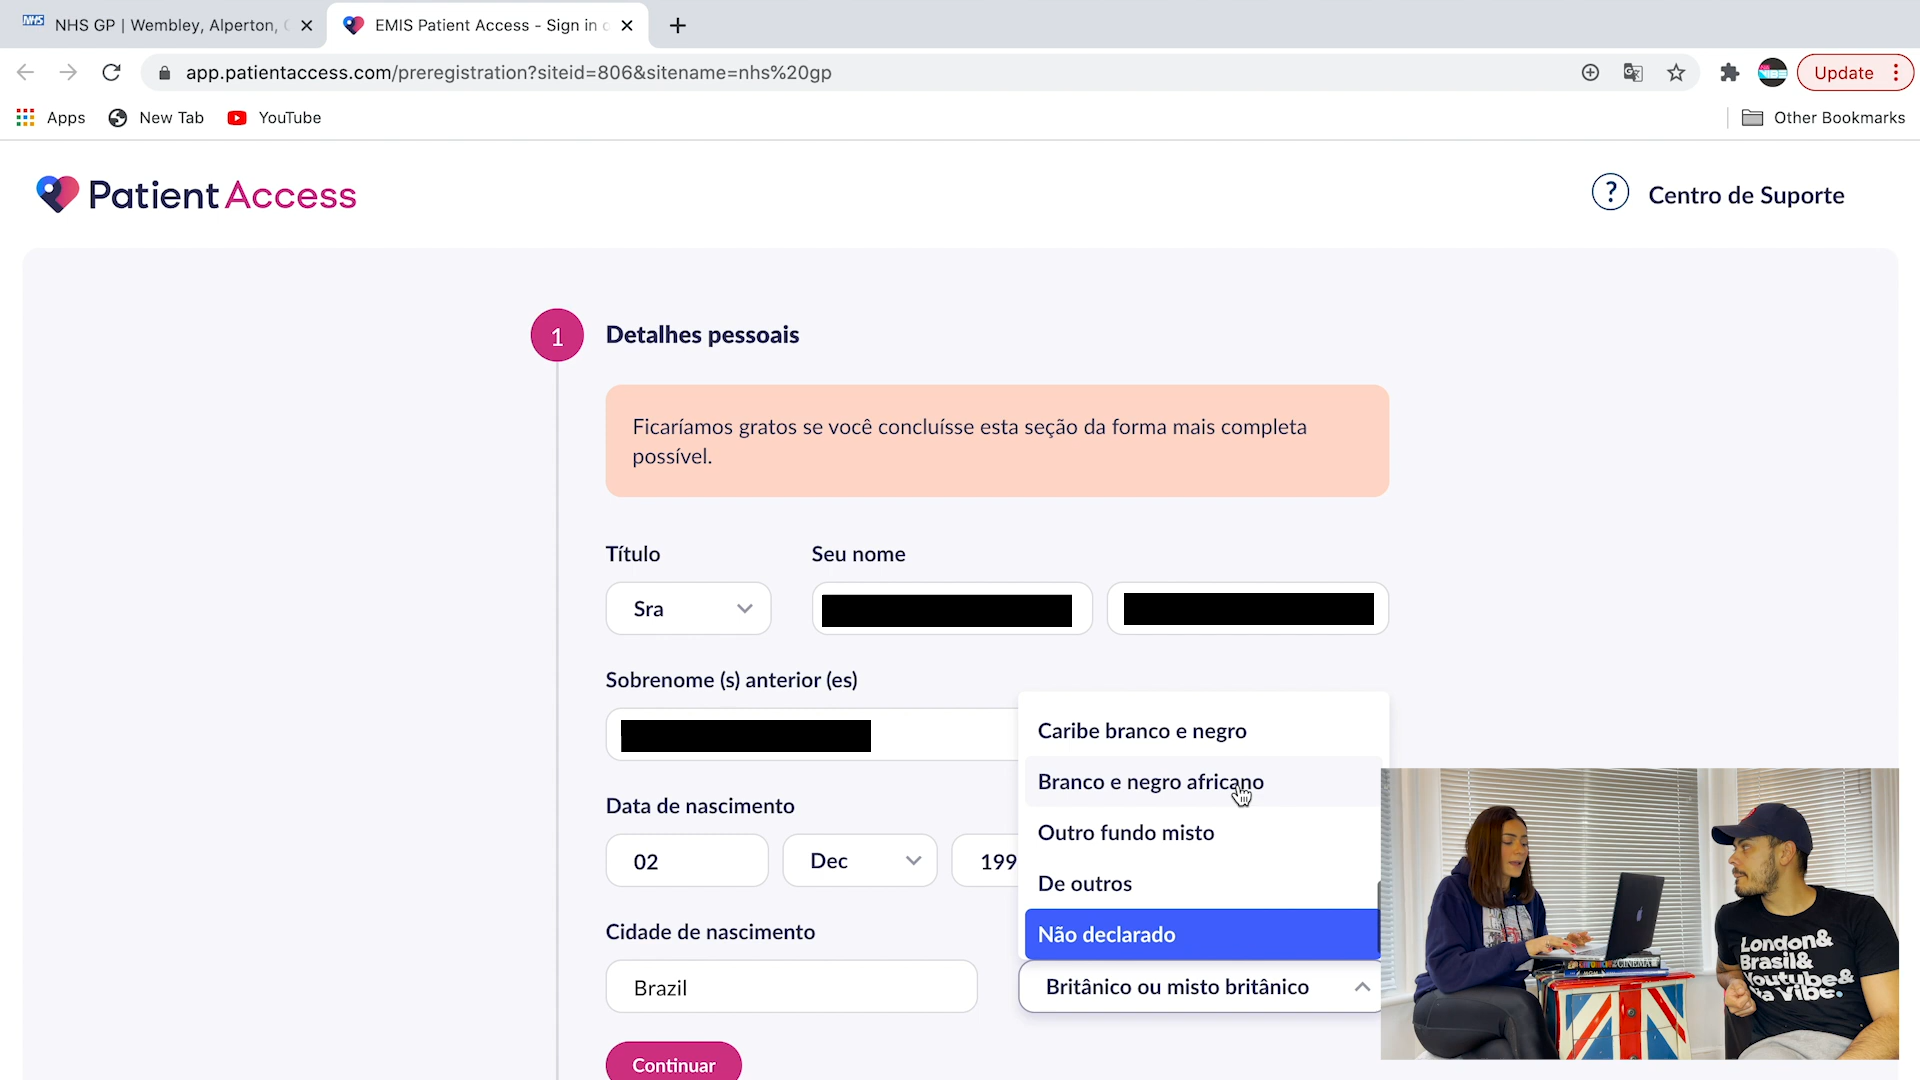 NHS GP | Wembley, Alperton,
EMIS Patient Access - Sign in
app.patientaccess.com/preregistration?siteid=806&sitename=nhs%20gp
Update
Apps
New Tab
YouTube
Other Bookmarks
Patient Access
? Centro de Suporte
1
Detalhes pessoais
Ficaríamos gratos se você concluísse esta seção da forma mais completa
possível.
Título
Seu nome
Sra
Sobrenome (s) anterior (es)
Data de nascimento
02
Dec
199
Cidade de nascimento
Brazil
Caribe branco e negro
Branco e negro africano
Outro fundo misto
De outros
Não declarado
Britânico ou misto britânico
Continuar
London&
Brasil&
Youtube&
da Vibe.
CINEMA